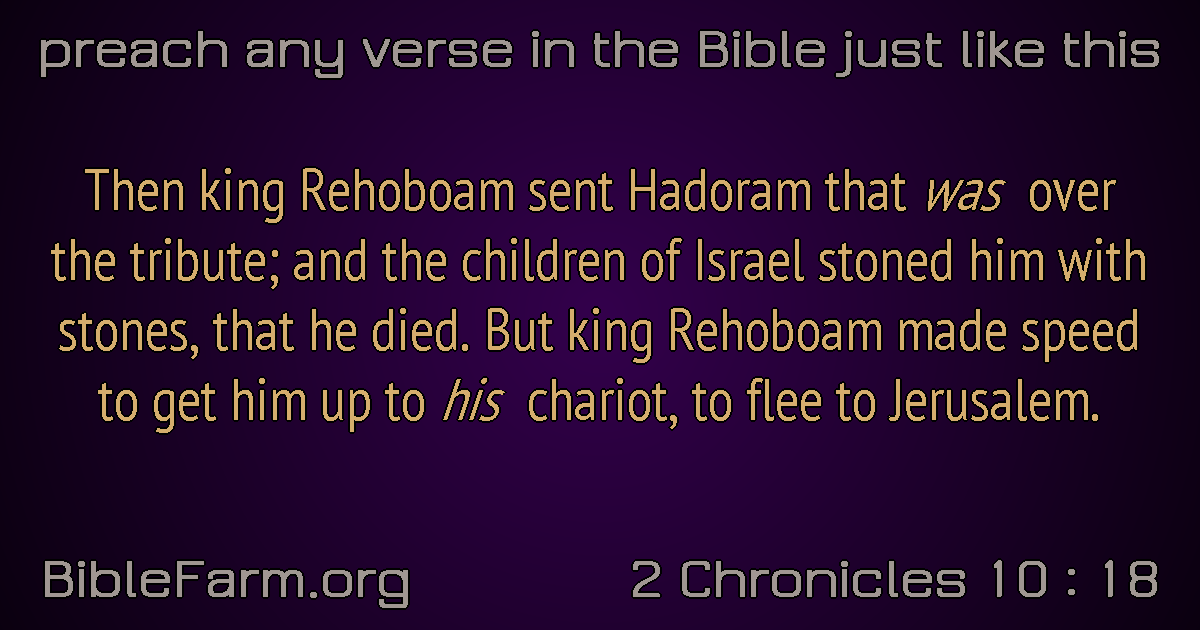 preach any verse in the Bible just like this
Then king Rehoboam sent Hadoram that was over
the tribute; and the children of Israel stoned him with
stones, that he died. But king Rehoboam made speed
to get him up to his chariot, to flee to Jerusalem.
BibleFarm.org
2 Chronicles 10 : 18